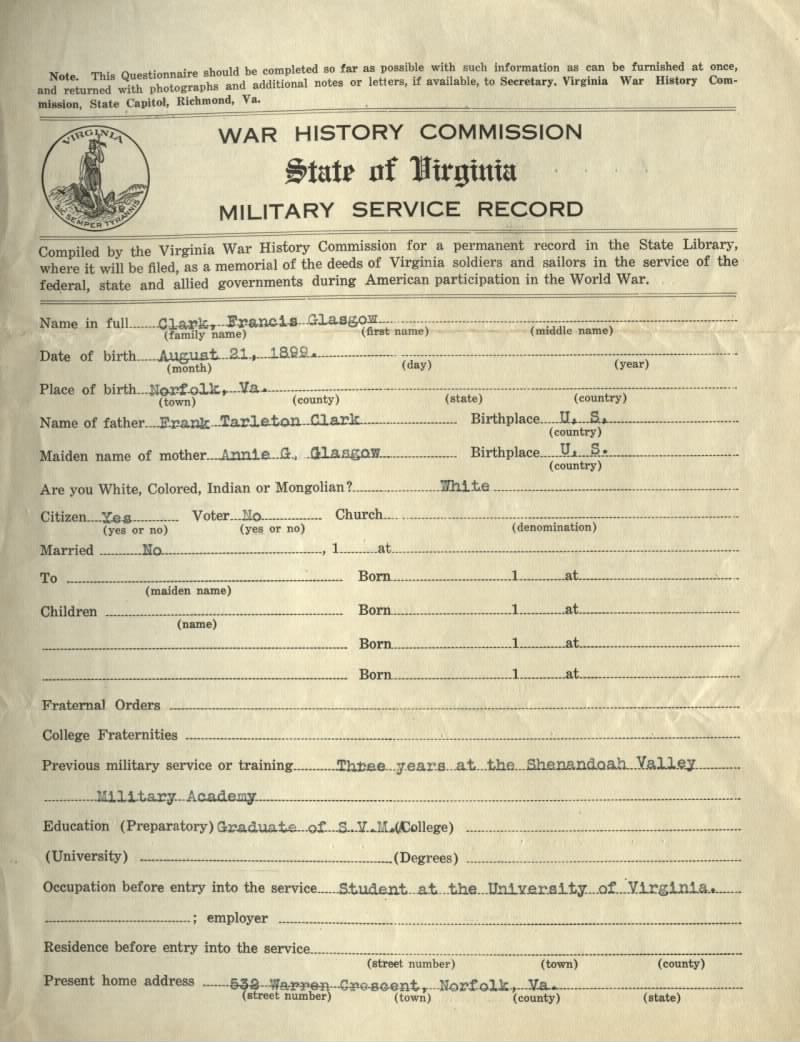 Note. This Questionnaire should be completed so far as possible with such information as can be furnished at once,
and returned with photographs and additional notes or letters, if available, to Secretary. Virginia War History Com-
mission, State Capitol, Richmond, Va.
VIRGINIA
SIC SEMPER TYRANNIS
WAR HISTORY COMMISSION
State of Virginia
MILITARY SERVICE RECORD
Compiled by the Virginia War History Commission for a permanent record in the State Library,
where it will be filed, as a memorial of the deeds of Virginia soldiers and sailors in the service of the
federal, state and allied governments during American participation in the World War.
Name in full Clark, Francis Glasgow
(family name) (first name) (middle name)
Date of birth August 21, 1899.
(month) (day) (year)
Place of birth Norfolk, Va.
(town) (county) (state) (country)
Name of father Frank Tarleton Clark Birthplace U. S.
(country)
Maiden name of mother Annie G. Glasgow Birthplace U. S.
(country)
Are you White, Colored, Indian or Mongolian? White
Citizen Yes Voter No Church
(yes or no) (yes or no) (denomination)
Married No , 1 at
To Born 1 at
(maiden name)
Children Born 1 at
(name)
Born 1 at
Born 1 at
Fraternal Orders
College Fraternities
Previous military service or training Three years at the Shenandoah Valley
Military Academy
Education (Preparatory) Graduate of S.V.M.A. (College)
(University) (Degrees)
Occupation before entry into the service Student at the University of Virginia.
; employer
Residence before entry into the service
(street number) (town) (county)
Present home address 532 Warren Crescent, Norfolk, Va.
(street number) (town) (county) (state)